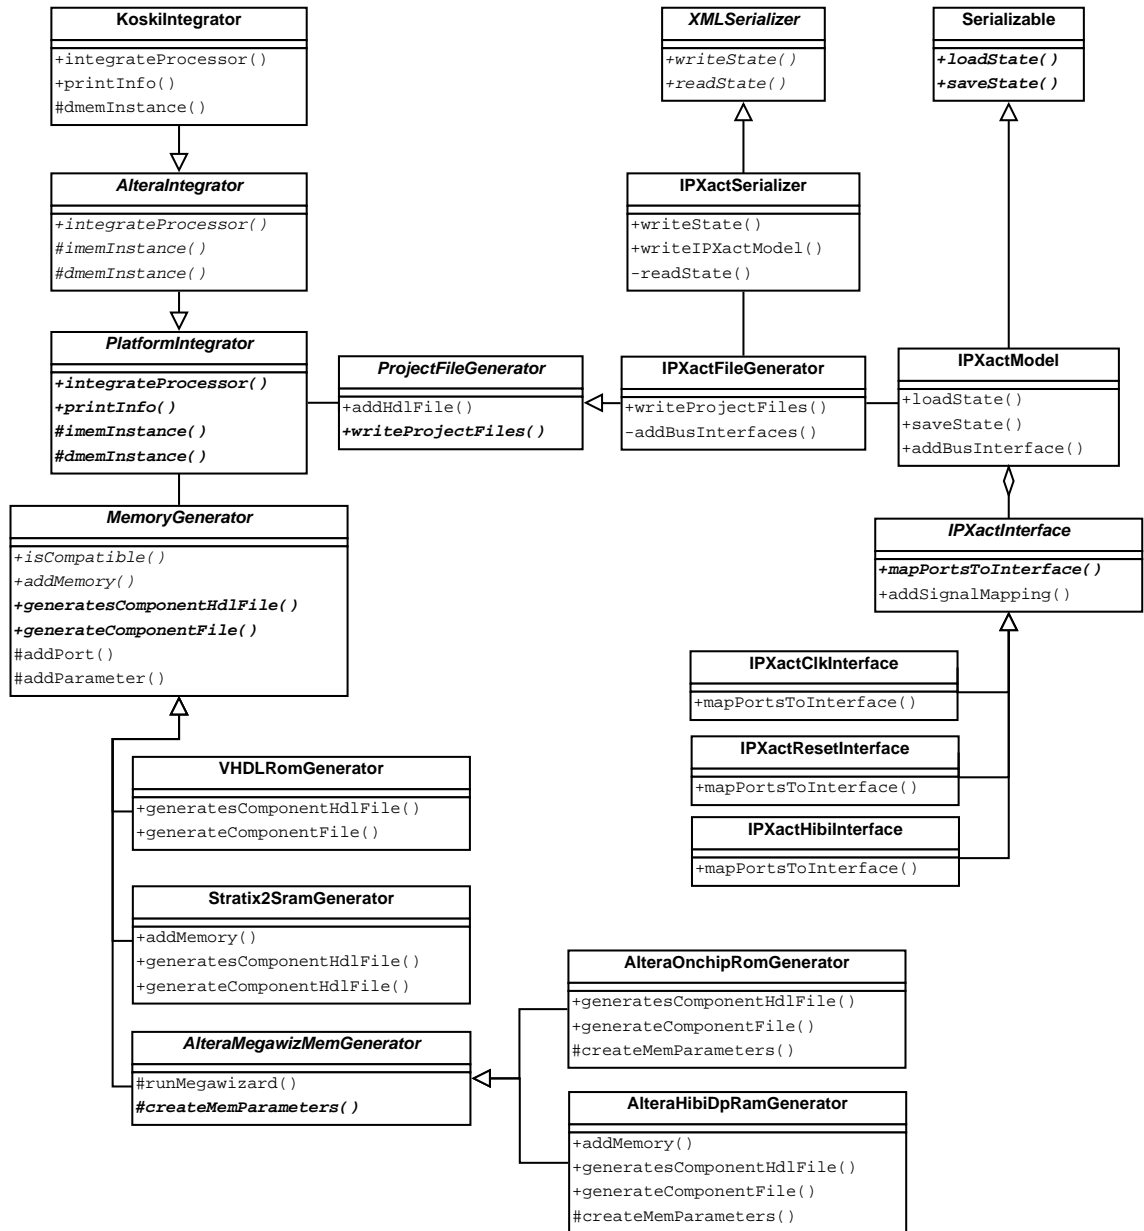 KoskiIntegrator
+integrateProcessor()
+printInfo()
#dmemInstance()
XMLSerializer
+writeState()
+readState()
Serializable
+loadState()
+saveState()
AlteraIntegrator
+integrateProcessor()
#imemInstance()
#dmemInstance()
IPXactSerializer
+writeState()
+writeIPXactModel()
-readState()
PlatformIntegrator
+integrateProcessor()
+printInfo()
#imemInstance()
#dmemInstance()
ProjectFileGenerator
+addHdlFile()
+writeProjectFiles()
IPXactFileGenerator
+writeProjectFiles()
-addBusInterfaces()
IPXactModel
+loadState()
+saveState()
+addBusInterface()
MemoryGenerator
+isCompatible()
+addMemory()
+generatesComponentHdlFile()
+generateComponentFile()
#addPort()
#addParameter()
IPXactInterface
+mapPortsToInterface()
+addSignalMapping()
IPXactClkInterface
+mapPortsToInterface()
IPXactResetInterface
+mapPortsToInterface()
IPXactHibiInterface
+mapPortsToInterface()
VHDLRomGenerator
+generatesComponentHdlFile()
+generateComponentFile()
Stratix2SramGenerator
+addMemory()
+generatesComponentHdlFile()
+generateComponentHdlFile()
AlteraMegawizMemGenerator
#runMegawizard()
#createMemParameters()
AlteraOnchipRomGenerator
+generatesComponentHdlFile()
+generateComponentFile()
#createMemParameters()
AlteraHibiDpRamGenerator
+addMemory()
+generatesComponentHdlFile()
+generateComponentFile()
#createMemParameters()